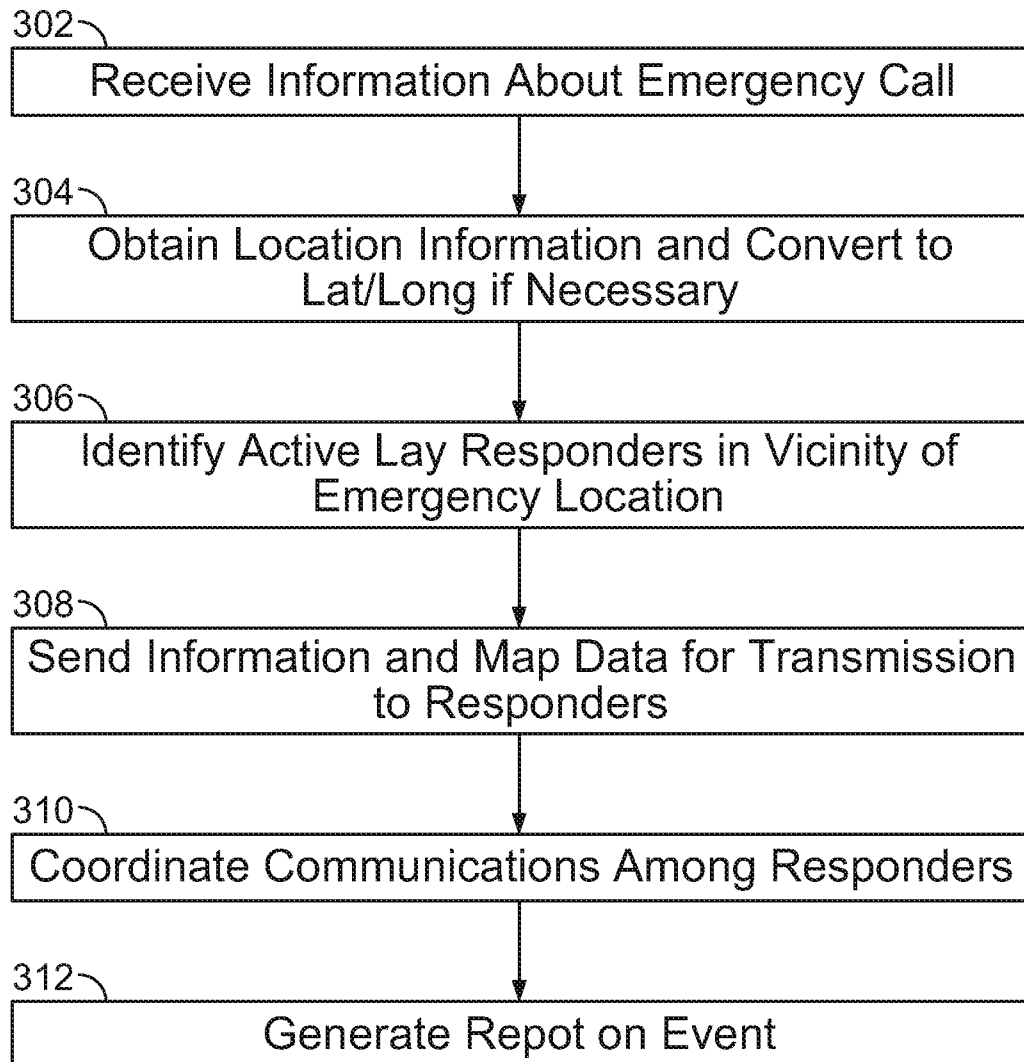 302
Receive Information About Emergency Call
304
Obtain Location Information and Convert to
Lat/Long if Necessary
306
Identify Active Lay Responders in Vicinity of
Emergency Location
308
Send Information and Map Data for Transmission
to Responders
310
Coordinate Communications Among Responders
312
Generate Repot on Event